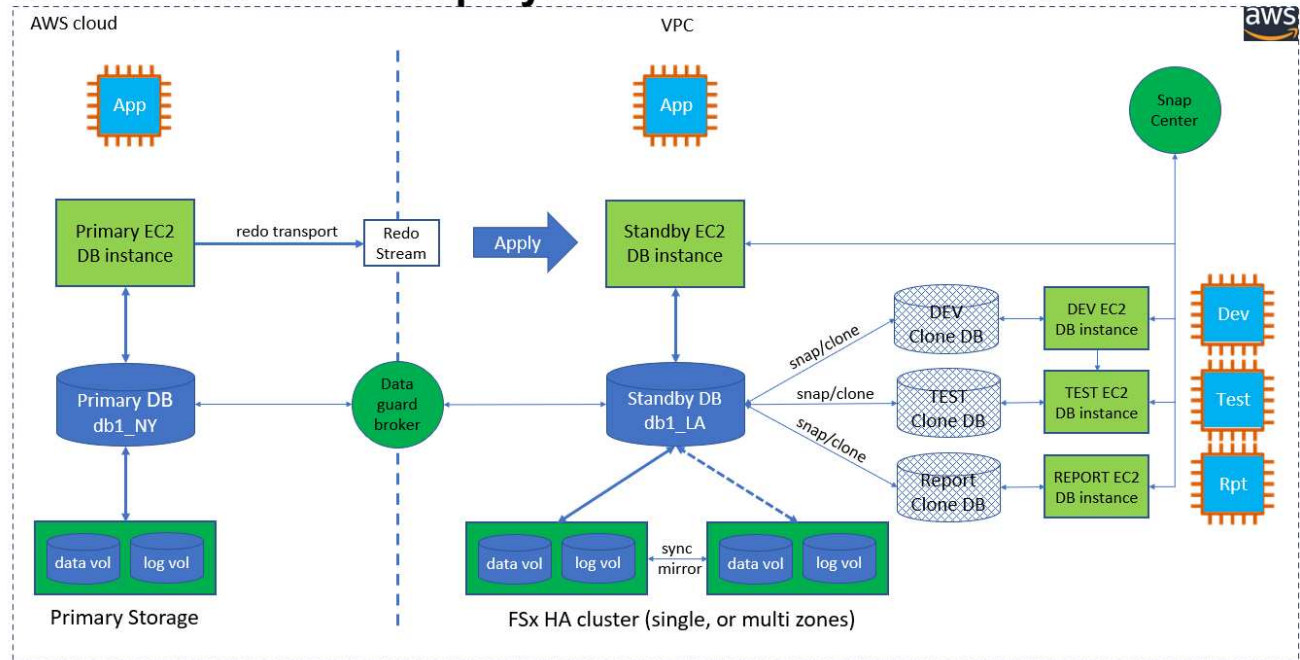 AWS cloud
VPC
aws
App
App
Snap
Center
Primary EC2
DB instance
redo transport
Redo
Stream
Apply
Standby EC2
DB instance
DEV
Clone DB
DEV EC2
DB instance
Dev
snap/clone
Primary DB
db1_NY
Data
guard
broker
Standby DB
db1_LA
snap/clone
TEST
Clone DB
TEST EC2
DB instance
Test
snap/clone
Report
Clone DB
REPORT EC2
DB instance
Rpt
data vol
log vol
data vol
log vol
sync
mirror
data vol
log vol
Primary Storage
FSx HA cluster (single, or multi zones)